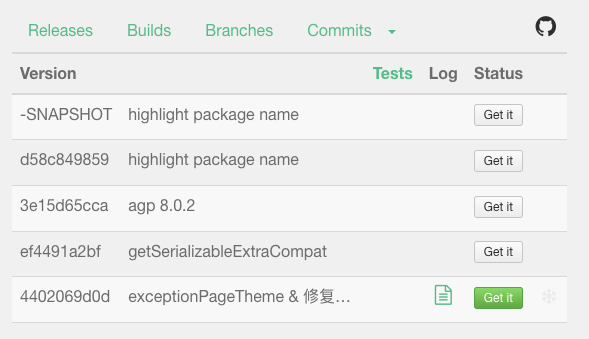 Releases Builds Branches Commits
Version Tests Log Status
-SNAPSHOT highlight package name Get it
d58c849859 highlight package name Get it
3e15d65cca agp 8.0.2 Get it
ef4491a2bf getSerializableExtraCompat Get it
4402069d0d exceptionPageTheme & 修复… Get it